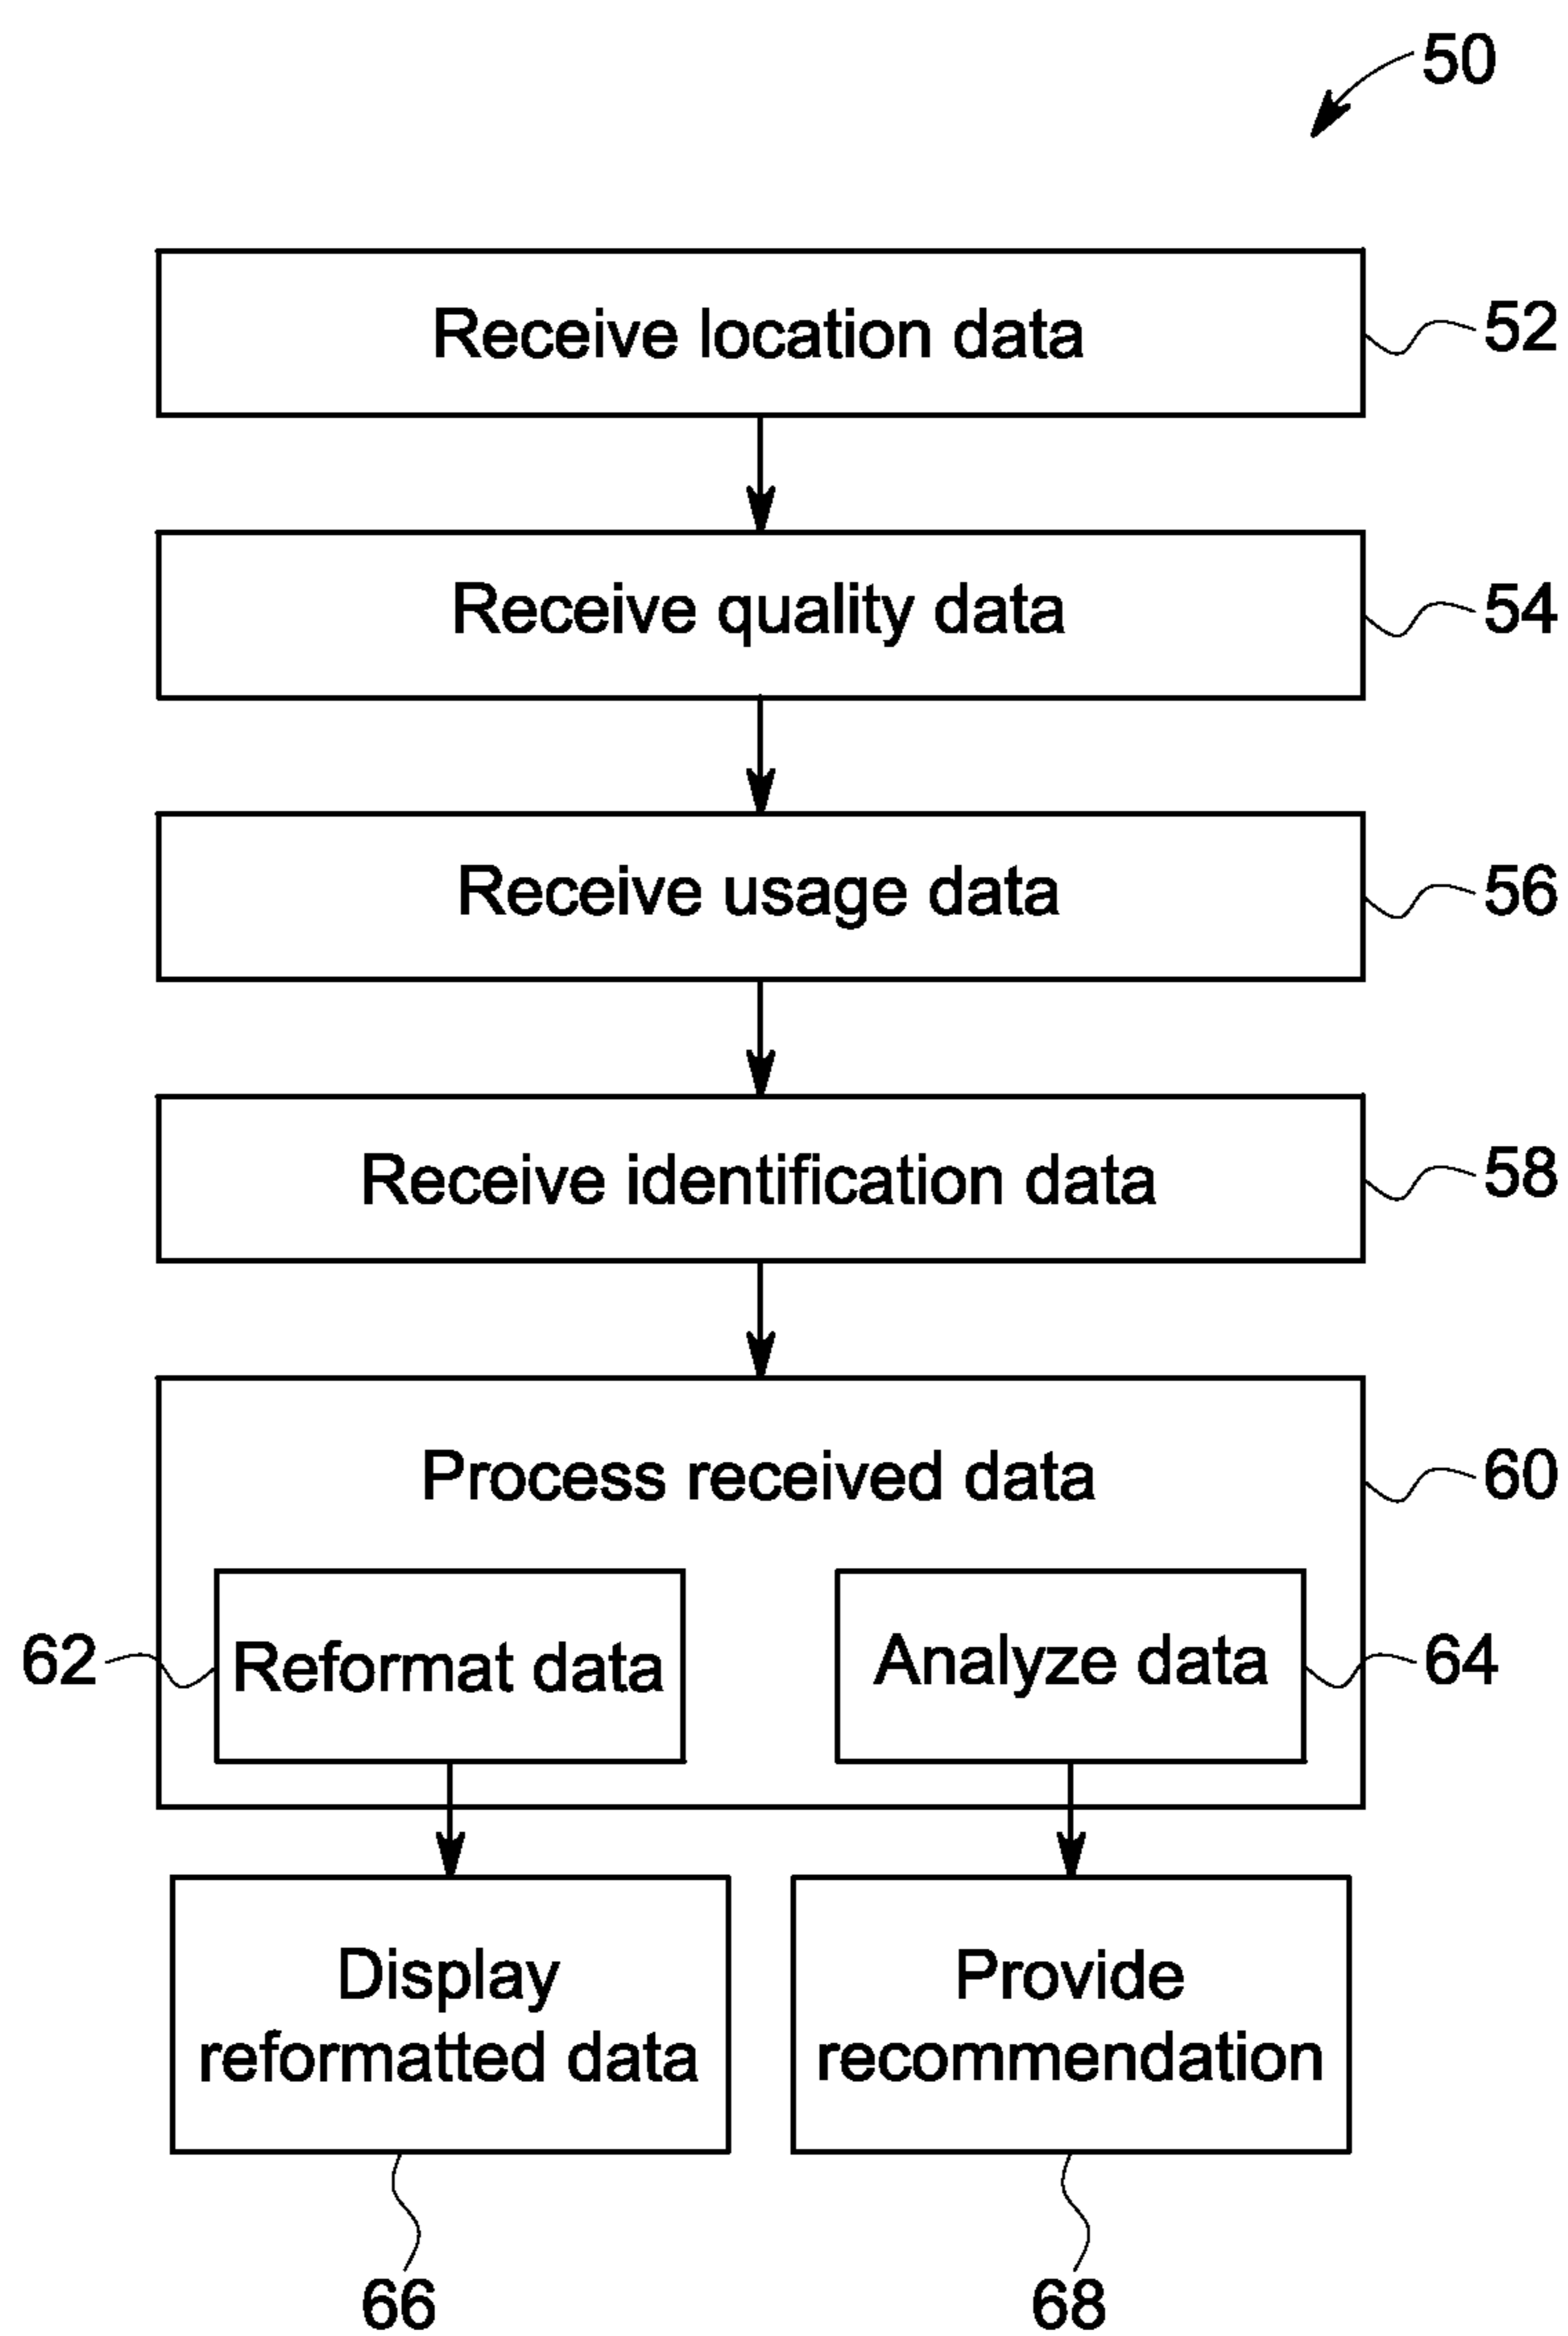 50
Receive location data
52
Receive quality data
54
Receive usage data
56
Receive identification data
58
Process received data
60
62
Reformat data
Analyze data
64
Display
reformatted data
Provide
recommendation
66
68